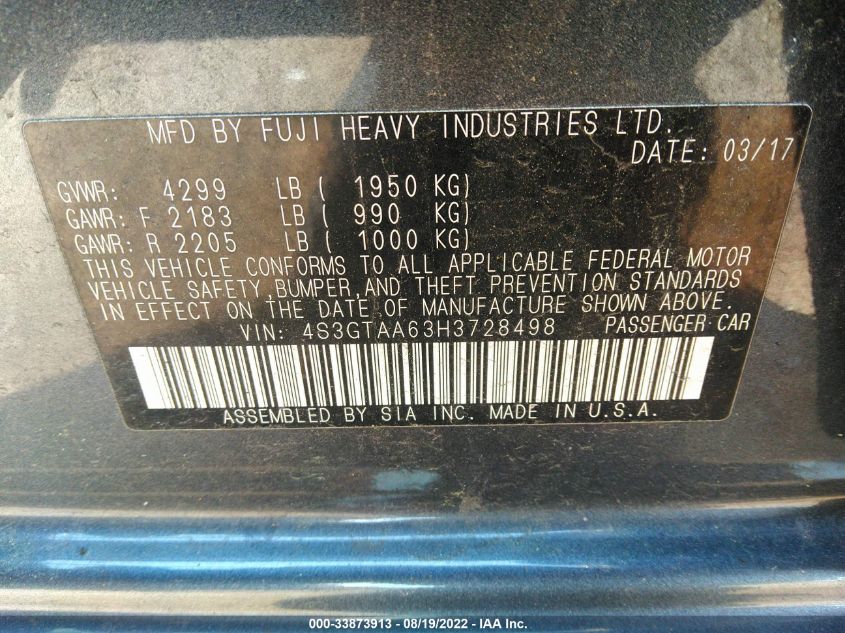 MFD BY FUJI HEAVY INDUSTRIES LTD.
DATE: 03/17
GVWR: 4299 LB ( 1950 KG)
GAWR: F 2183 LB ( 990 KG)
GAWR: R 2205 LB ( 1000 KG)
THIS VEHICLE CONFORMS TO ALL APPLICABLE FEDERAL MOTOR
VEHICLE SAFETY BUMPER,AND THEFT PREVENTION STANDARDS
IN EFFECT ON THE DATE OF MANUFACTURE SHOWN ABOVE.
VIN: 4S3GTAA63H3728498 PASSENGER CAR
ASSEMBLED BY SIA INC. MADE IN U.S.A.
000-33873913 - 08/19/2022 - IAA Inc.